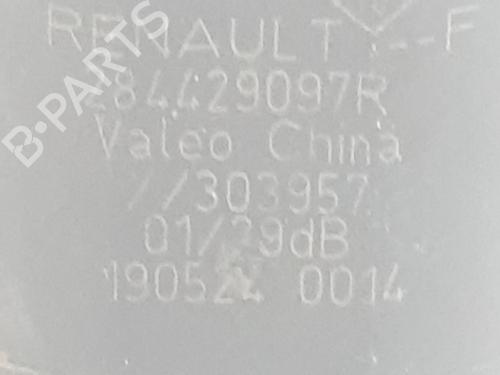 RENAULT ---F
284429097R
Valeo China
//303957
01/29dB
190524 0014
B-PARTS